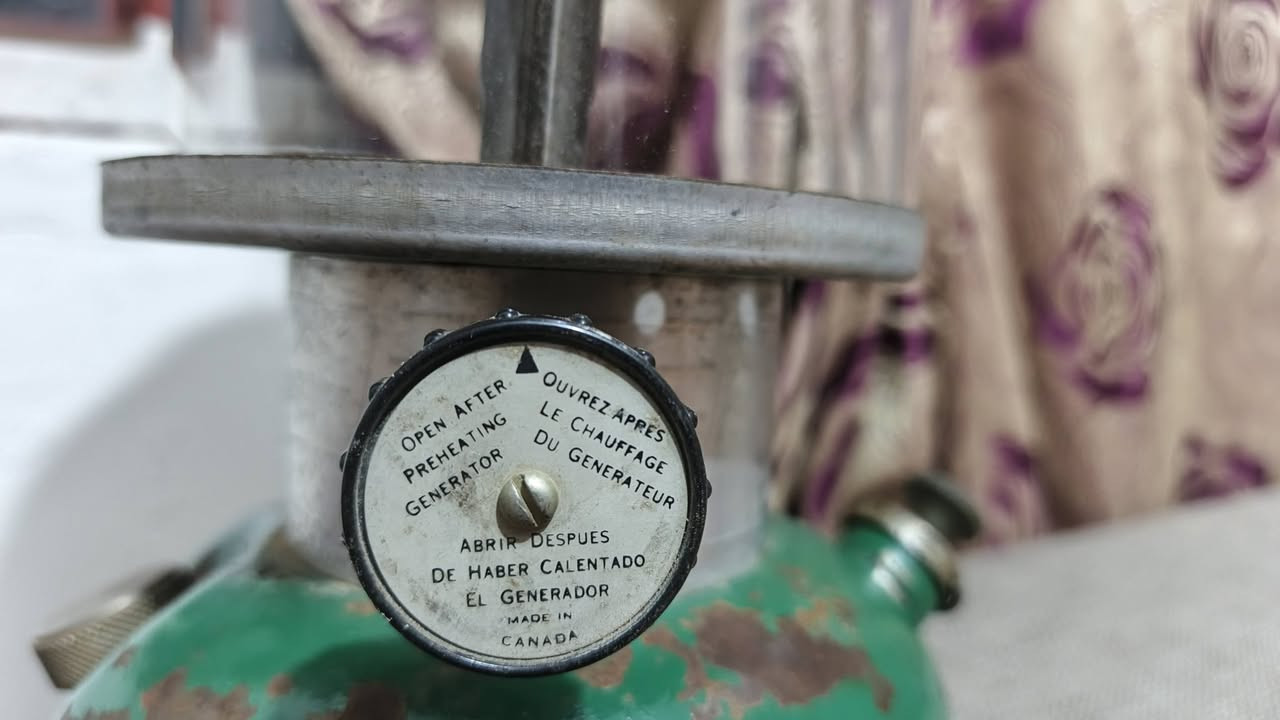 OPEN AFTER
PREHEATING
GENERATOR
OUVREZ APRES
LE CHAUFFAGE
DU GENERATEUR
ABRIR DESPUES
DE HABER CALENTADO
EL GENERADOR
MADE IN
CANADA